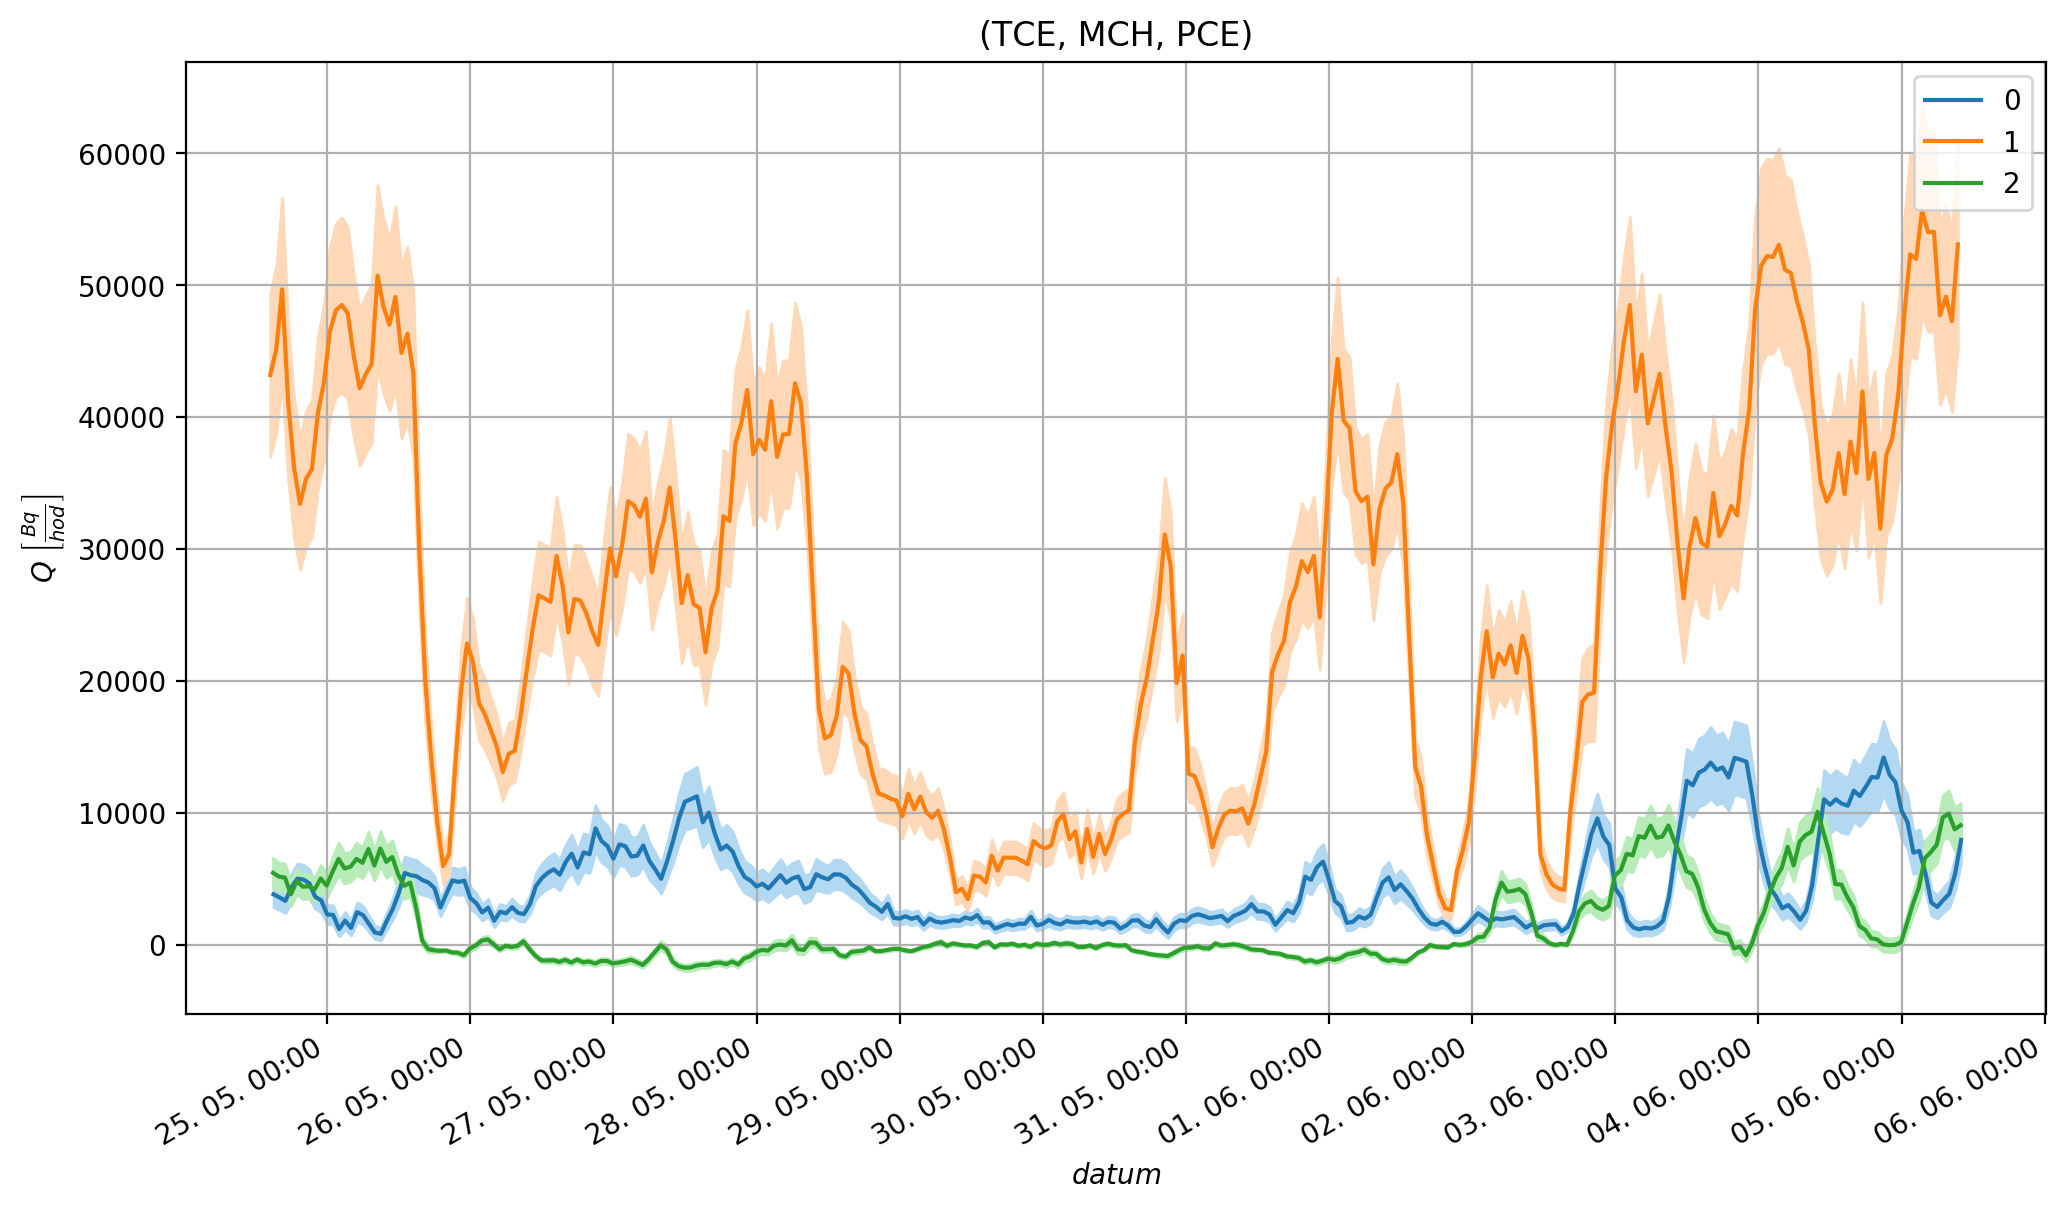 (TCE, MCH, PCE)
0
1
2
60000
50000
40000
30000
20000
10000
0
Q [Bq/hod]
25. 05. 00:00
26. 05. 00:00
27. 05. 00:00
28. 05. 00:00
29. 05. 00:00
30. 05. 00:00
31. 05. 00:00
01. 06. 00:00
02. 06. 00:00
03. 06. 00:00
04. 06. 00:00
05. 06. 00:00
06. 06. 00:00
datum